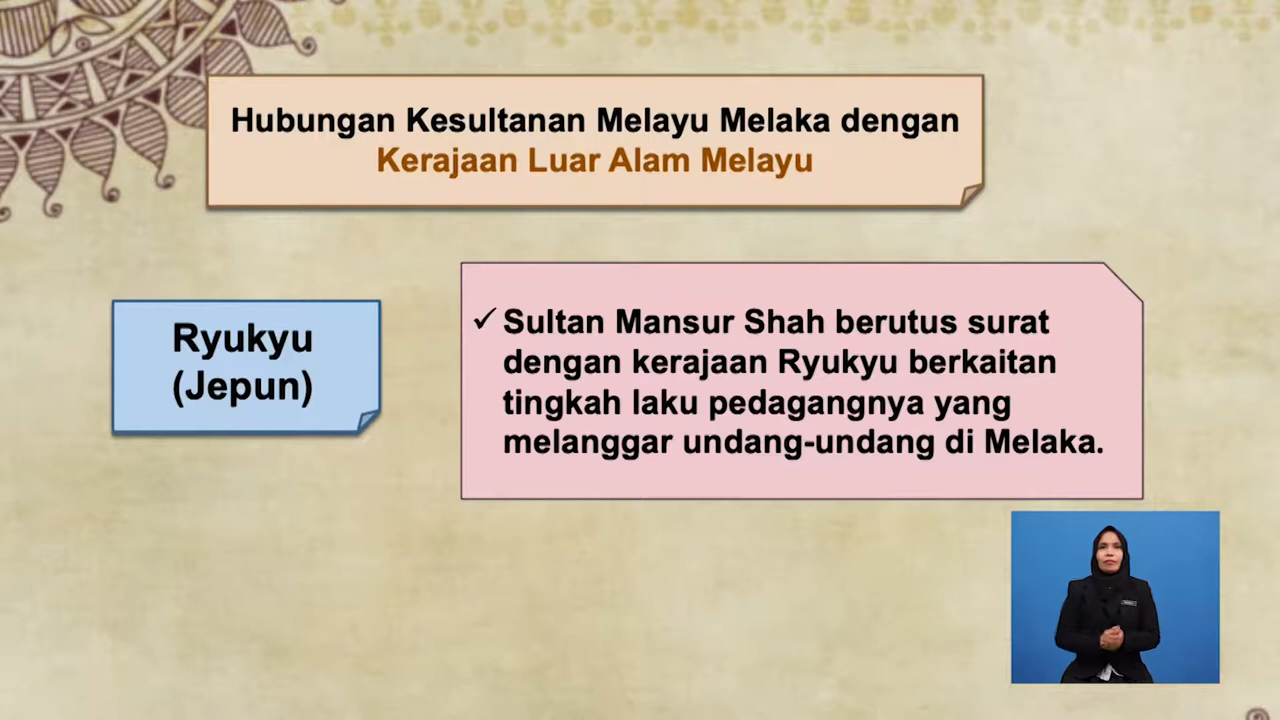 Hubungan Kesultanan Melayu Melaka dengan
Kerajaan Luar Alam Melayu
Ryukyu
(Jepun)
✓ Sultan Mansur Shah berutus surat
dengan kerajaan Ryukyu berkaitan
tingkah laku pedagangnya yang
melanggar undang-undang di Melaka.